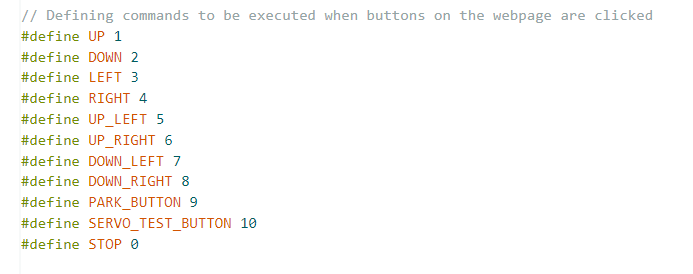 // Defining commands to be executed when buttons on the webpage are clicked
#define UP 1
#define DOWN 2
#define LEFT 3
#define RIGHT 4
#define UP_LEFT 5
#define UP_RIGHT 6
#define DOWN_LEFT 7
#define DOWN_RIGHT 8
#define PARK_BUTTON 9
#define SERVO_TEST_BUTTON 10
#define STOP 0